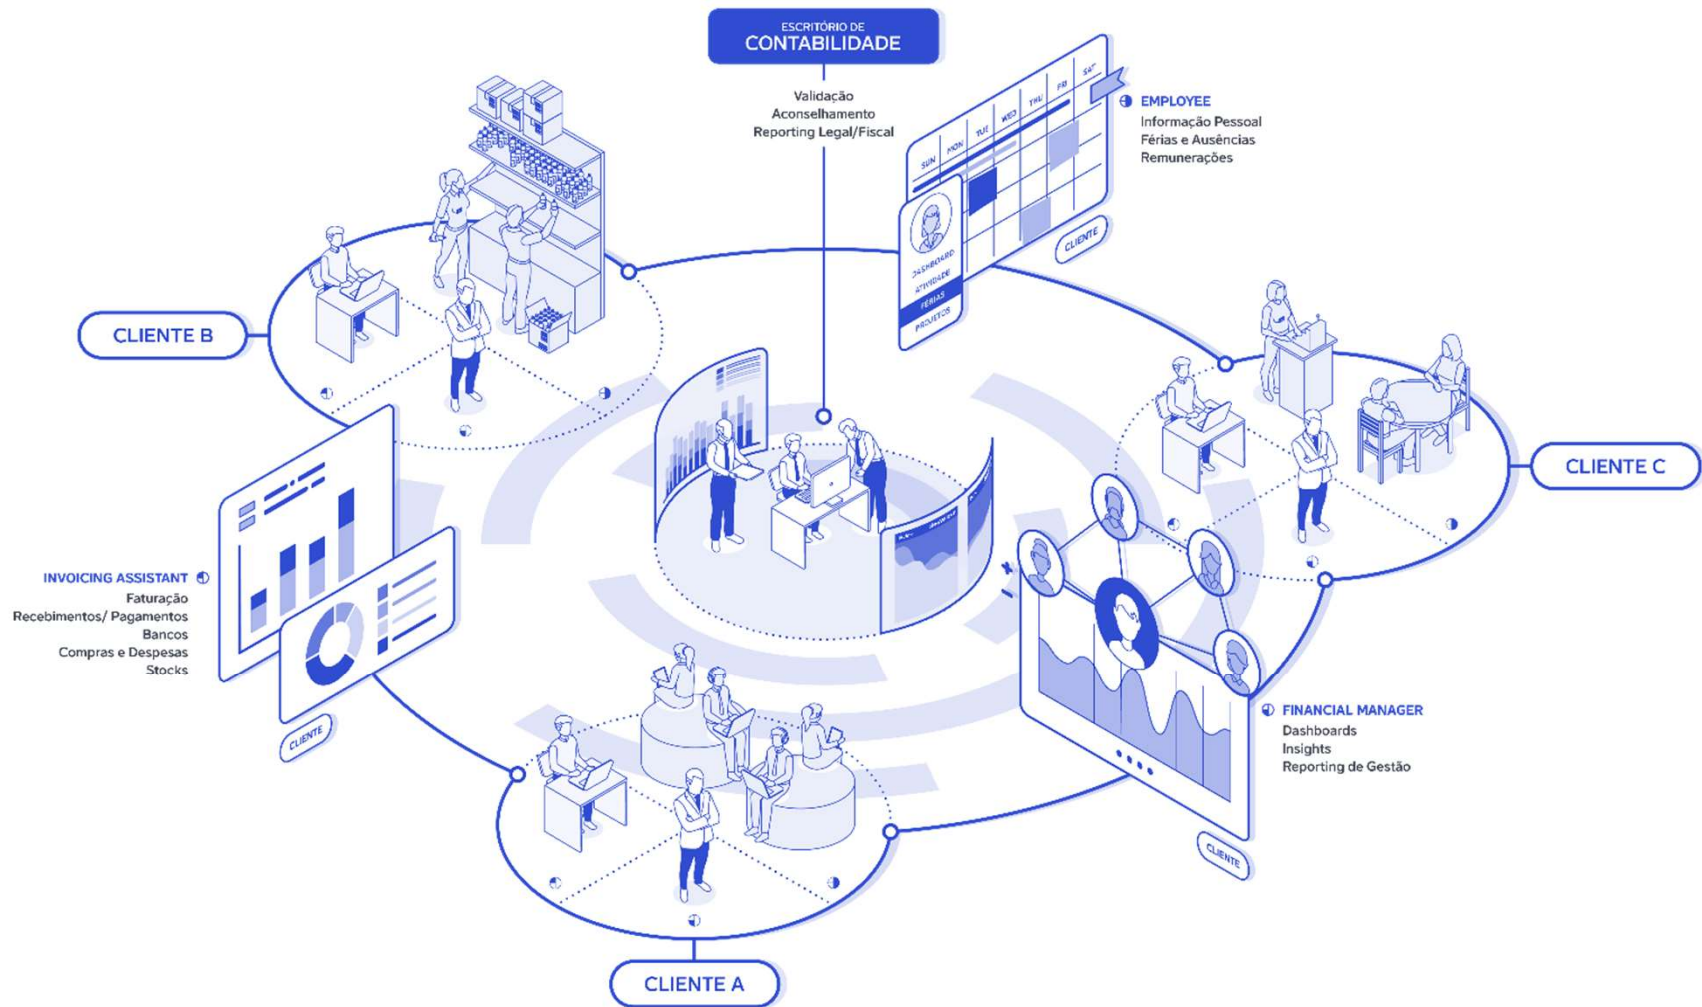 ESCRITÓRIO DE
CONTABILIDADE
Validação
Aconselhamento
Reporting Legal/Fiscal
SUN MON TUE WED THU FRI SAT
EMPLOYEE
Informação Pessoal
Férias e Ausências
Remunerações
CLIENTE
DASHBOARD
ATIVIDADE
FÉRIAS
PROJETOS
CLIENTE B
CLIENTE C
INVOICING ASSISTANT
Faturação
Recebimentos/ Pagamentos
Bancos
Compras e Despesas
Stocks
CLIENTE
FINANCIAL MANAGER
Dashboards
Insights
Reporting de Gestão
CLIENTE
CLIENTE A